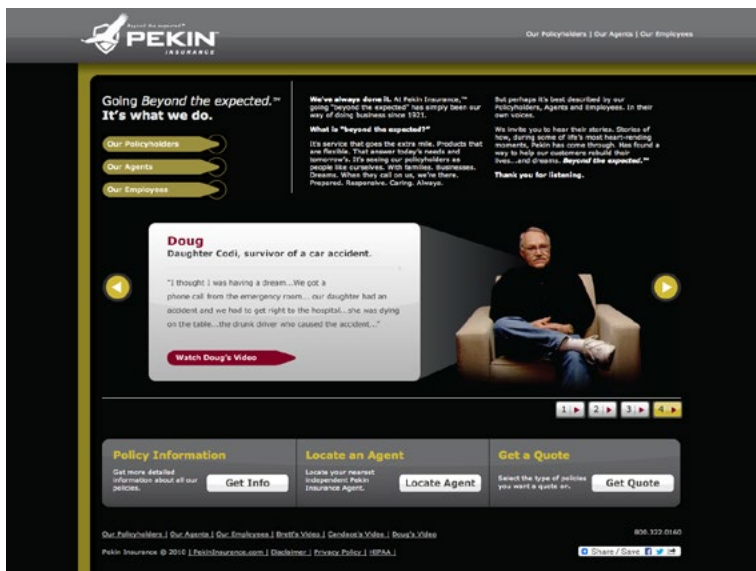 Beyond the expected.™
PEKIN
INSURANCE
Our Policyholders | Our Agents | Our Employees
Going Beyond the expected.™
It's what we do.
Our Policyholders
Our Agents
Our Employees
We've always done it. At Pekin Insurance,™
going "beyond the expected" has simply been our
way of doing business since 1921.
What is "beyond the expected?"
It's service that goes the extra mile. Products that
are flexible. That answer today's needs and
tomorrow's. It's seeing our policyholders as
people like ourselves. With families. Businesses.
Dreams. When they call on us, we're there.
Prepared. Responsive. Caring. Always.
But perhaps it's best described by our
Policyholders, Agents and Employees. In their
own voices.
We invite you to hear their stories. Stories of
how, during some of life's most heart-rending
moments, Pekin has come through. Has found a
way to help our customers rebuild their
lives...and dreams. Beyond the expected.™
Thank you for listening.
Doug
Daughter Codi, survivor of a car accident.
"I thought I was having a dream...We got a
phone call from the emergency room... our daughter had an
accident and we had to get right to the hospital...she was dying
on the table...the drunk driver who caused the accident..."
Watch Doug's Video
1 2 3 4
Policy Information
Get more detailed
information about all our
policies.
Get Info
Locate an Agent
Locate your nearest
independent Pekin
Insurance Agent.
Locate Agent
Get a Quote
Select the type of policies
you want a quote on.
Get Quote
Our Policyholders | Our Agents | Our Employees | Brett's Video | Candace's Video | Doug's Video
800.322.0160
Pekin Insurance © 2010 | PekinInsurance.com | Disclaimer | Privacy Policy | HIPAA |
Share / Save